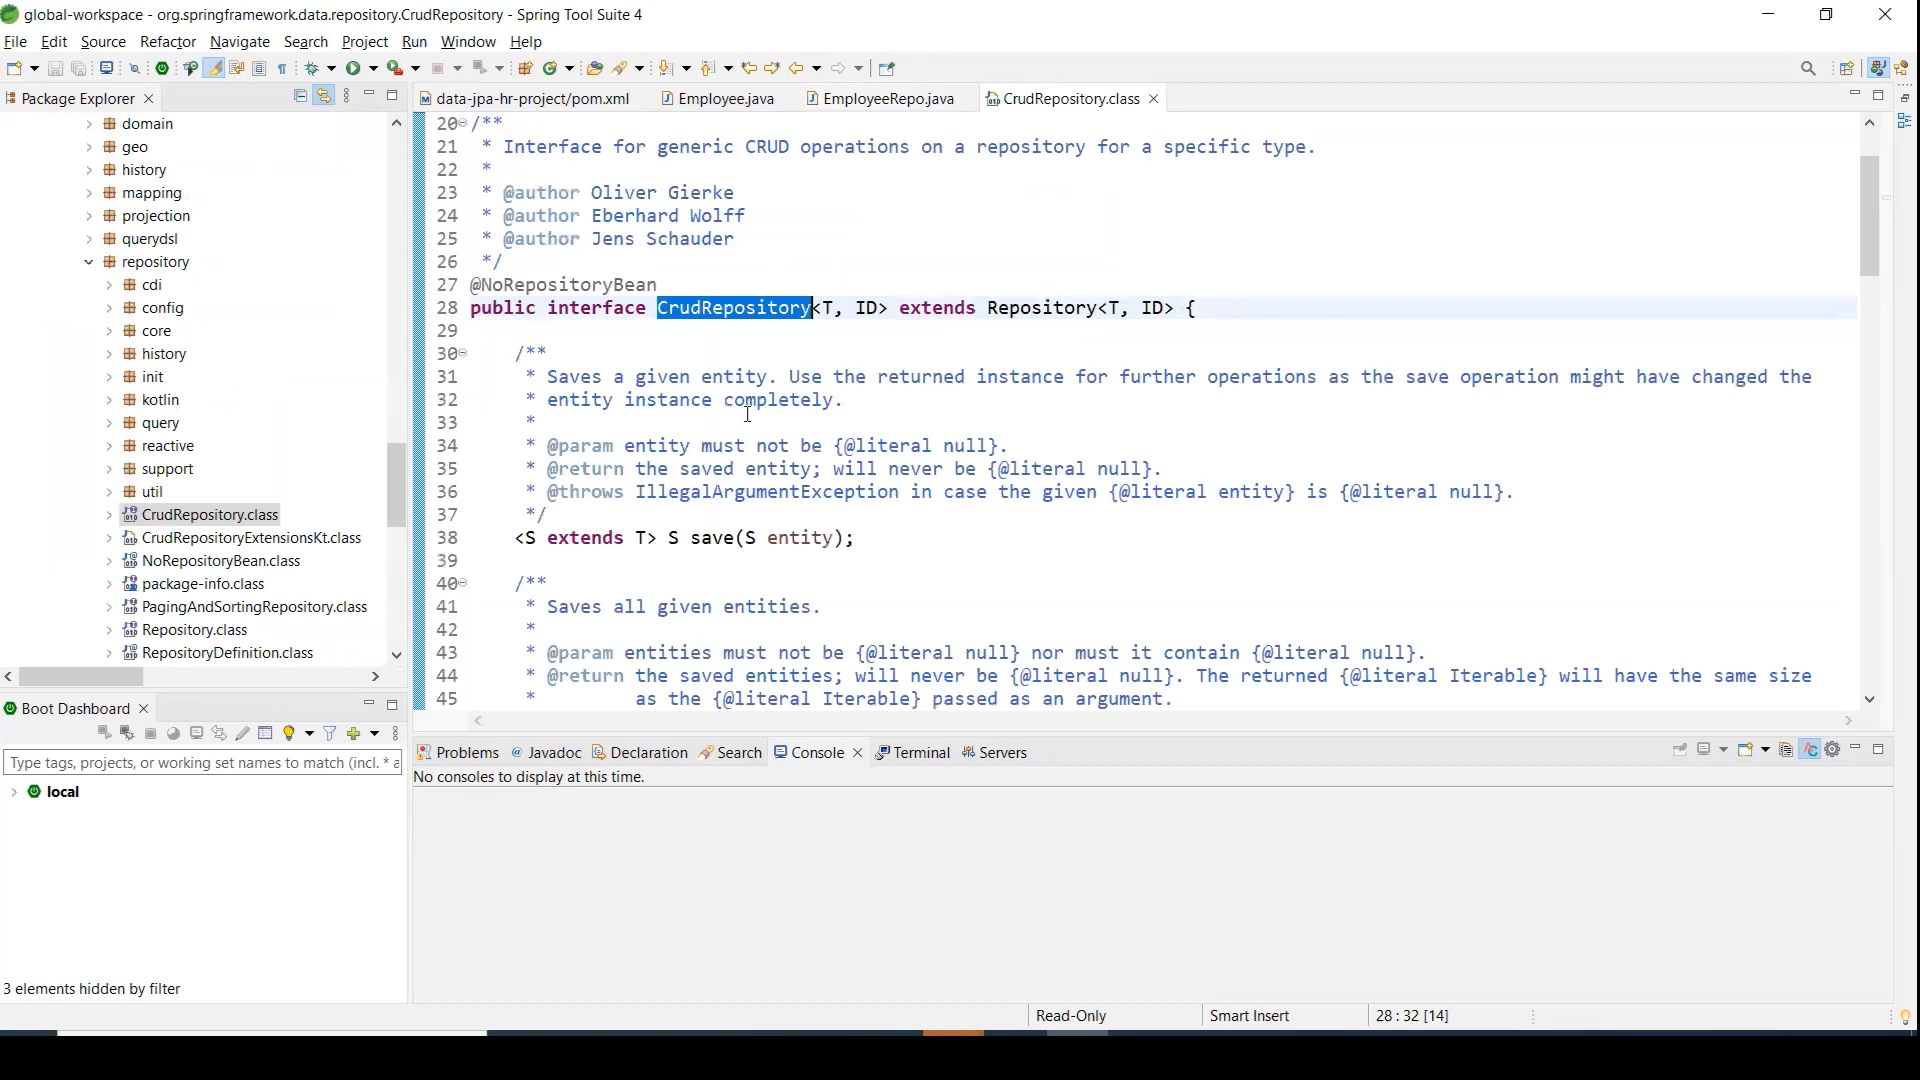 global-workspace - org.springframework.data.repository.CrudRepository - Spring Tool Suite 4
File Edit Source Refactor Navigate Search Project Run Window Help
Package Explorer
domain
geo
history
mapping
projection
querydsl
repository
cdi
config
core
history
init
kotlin
query
reactive
support
util
CrudRepository.class
CrudRepositoryExtensionsKt.class
NoRepositoryBean.class
package-info.class
PagingAndSortingRepository.class
Repository.class
RepositoryDefinition.class
data-jpa-hr-project/pom.xml Employee.java EmployeeRepo.java CrudRepository.class
20 /**
21 * Interface for generic CRUD operations on a repository for a specific type.
22 *
23 * @author Oliver Gierke
24 * @author Eberhard Wolff
25 * @author Jens Schauder
26 */
27 @NoRepositoryBean
28 public interface CrudRepository<T, ID> extends Repository<T, ID> {
29
30 /**
31 * Saves a given entity. Use the returned instance for further operations as the save operation might have changed the
32 * entity instance completely.
33 *
34 * @param entity must not be {@literal null}.
35 * @return the saved entity; will never be {@literal null}.
36 * @throws IllegalArgumentException in case the given {@literal entity} is {@literal null}.
37 */
38 <S extends T> S save(S entity);
39
40 /**
41 * Saves all given entities.
42 *
43 * @param entities must not be {@literal null} nor must it contain {@literal null}.
44 * @return the saved entities; will never be {@literal null}. The returned {@literal Iterable} will have the same size
45 * as the {@literal Iterable} passed as an argument.
Boot Dashboard
Type tags, projects, or working set names to match (incl. * a
local
3 elements hidden by filter
Problems Javadoc Declaration Search Console Terminal Servers
No consoles to display at this time.
Read-Only Smart Insert 28 : 32 [14]